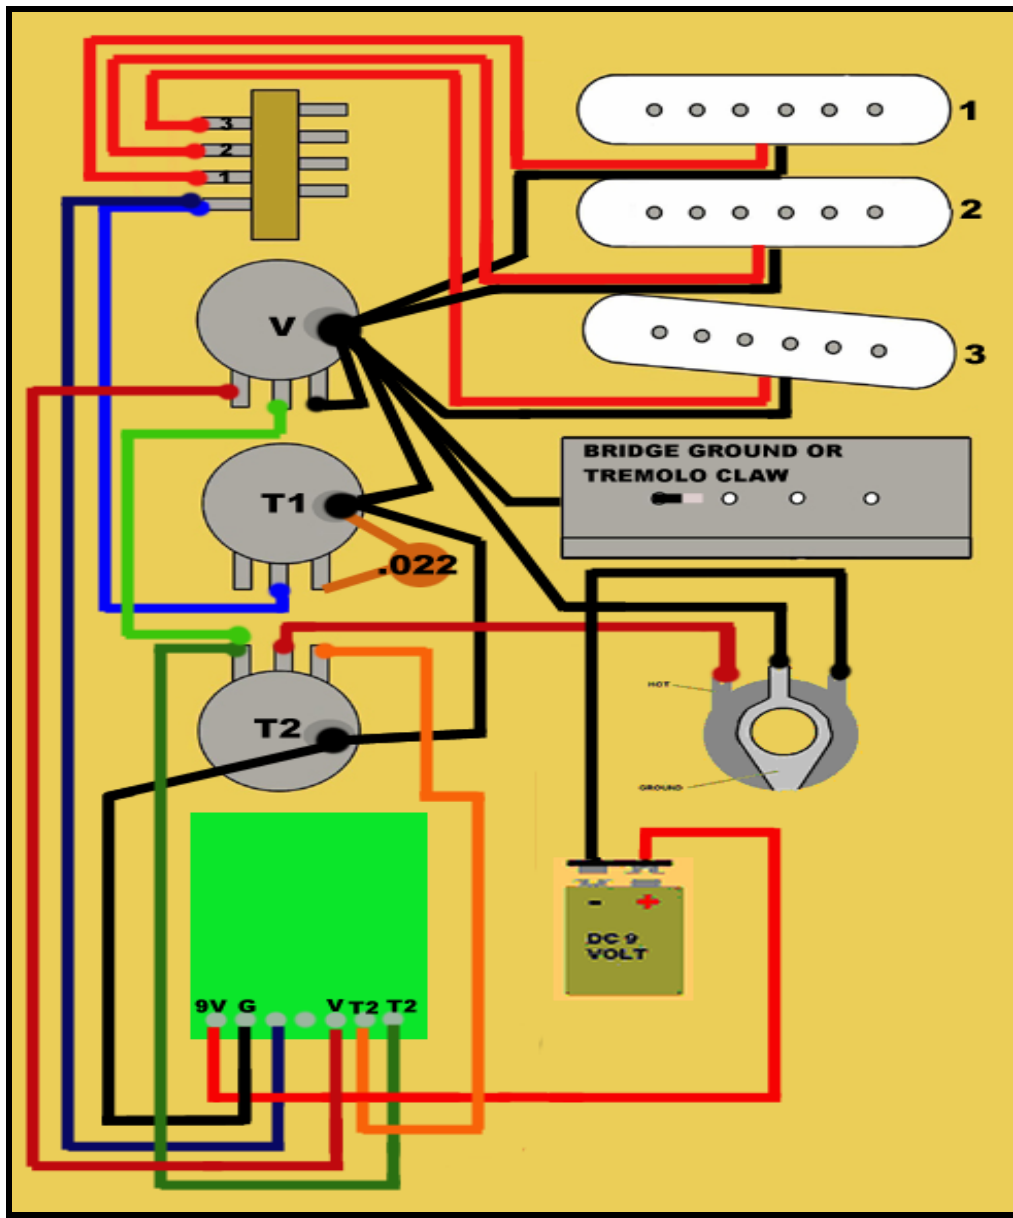 3
2
1
1
2
3
V
BRIDGE GROUND OR
TREMOLO CLAW
T1
.022
T2
HOT
GROUND
- +
DC 9
VOLT
9V G V T2 T2